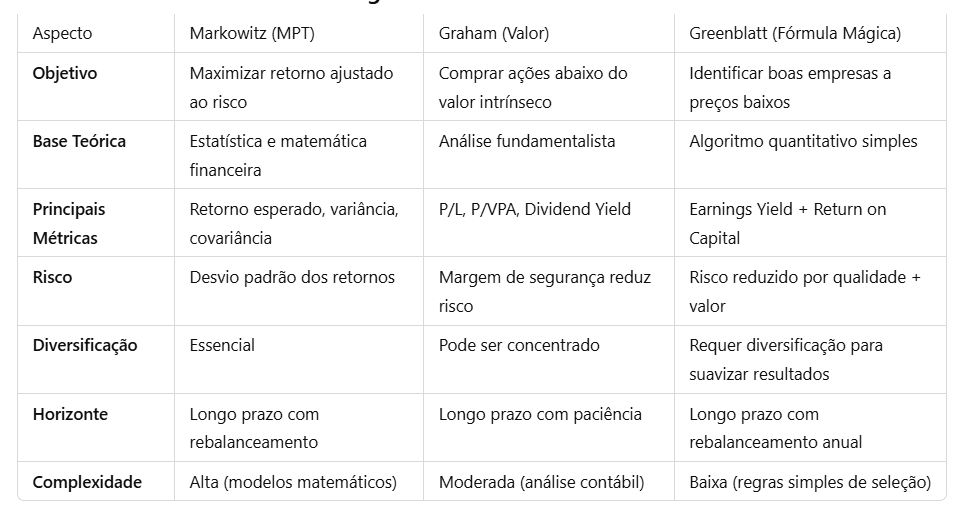 Aspecto
Markowitz (MPT)
Graham (Valor)
Greenblatt (Fórmula Mágica)
Objetivo
Maximizar retorno ajustado
ao risco
Comprar ações abaixo do
valor intrínseco
Identificar boas empresas a
preços baixos
Base Teórica
Estatística e matemática
financeira
Análise fundamentalista
Algoritmo quantitativo simples
Principais
Métricas
Retorno esperado, variância,
covariância
P/L, P/VPA, Dividend Yield
Earnings Yield + Return on
Capital
Risco
Desvio padrão dos retornos
Margem de segurança reduz
risco
Risco reduzido por qualidade +
valor
Diversificação
Essencial
Pode ser concentrado
Requer diversificação para
suavizar resultados
Horizonte
Longo prazo com
rebalanceamento
Longo prazo com paciência
Longo prazo com
rebalanceamento anual
Complexidade
Alta (modelos matemáticos)
Moderada (análise contábil)
Baixa (regras simples de seleção)